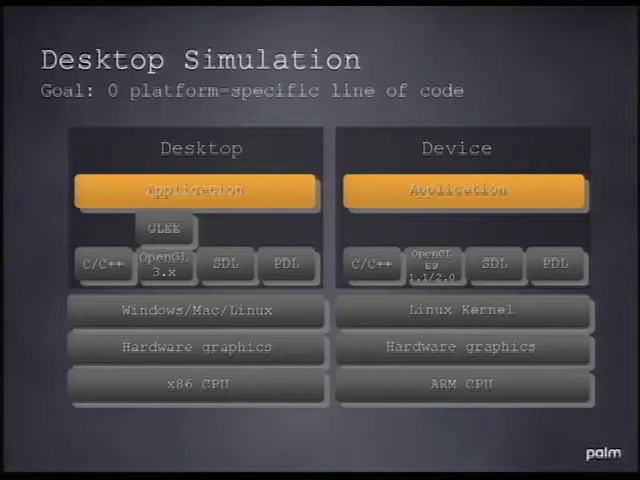 Desktop Simulation
Goal: 0 platform-specific line of code
Desktop
Device
Application
Application
GLEE
C/C++
OpenGL
3.x
SDL
PDL
C/C++
OpenGL
ES
1.1/2.0
SDL
PDL
Windows/Mac/Linux
Linux Kernel
Hardware graphics
Hardware graphics
x86 CPU
ARM CPU
palm